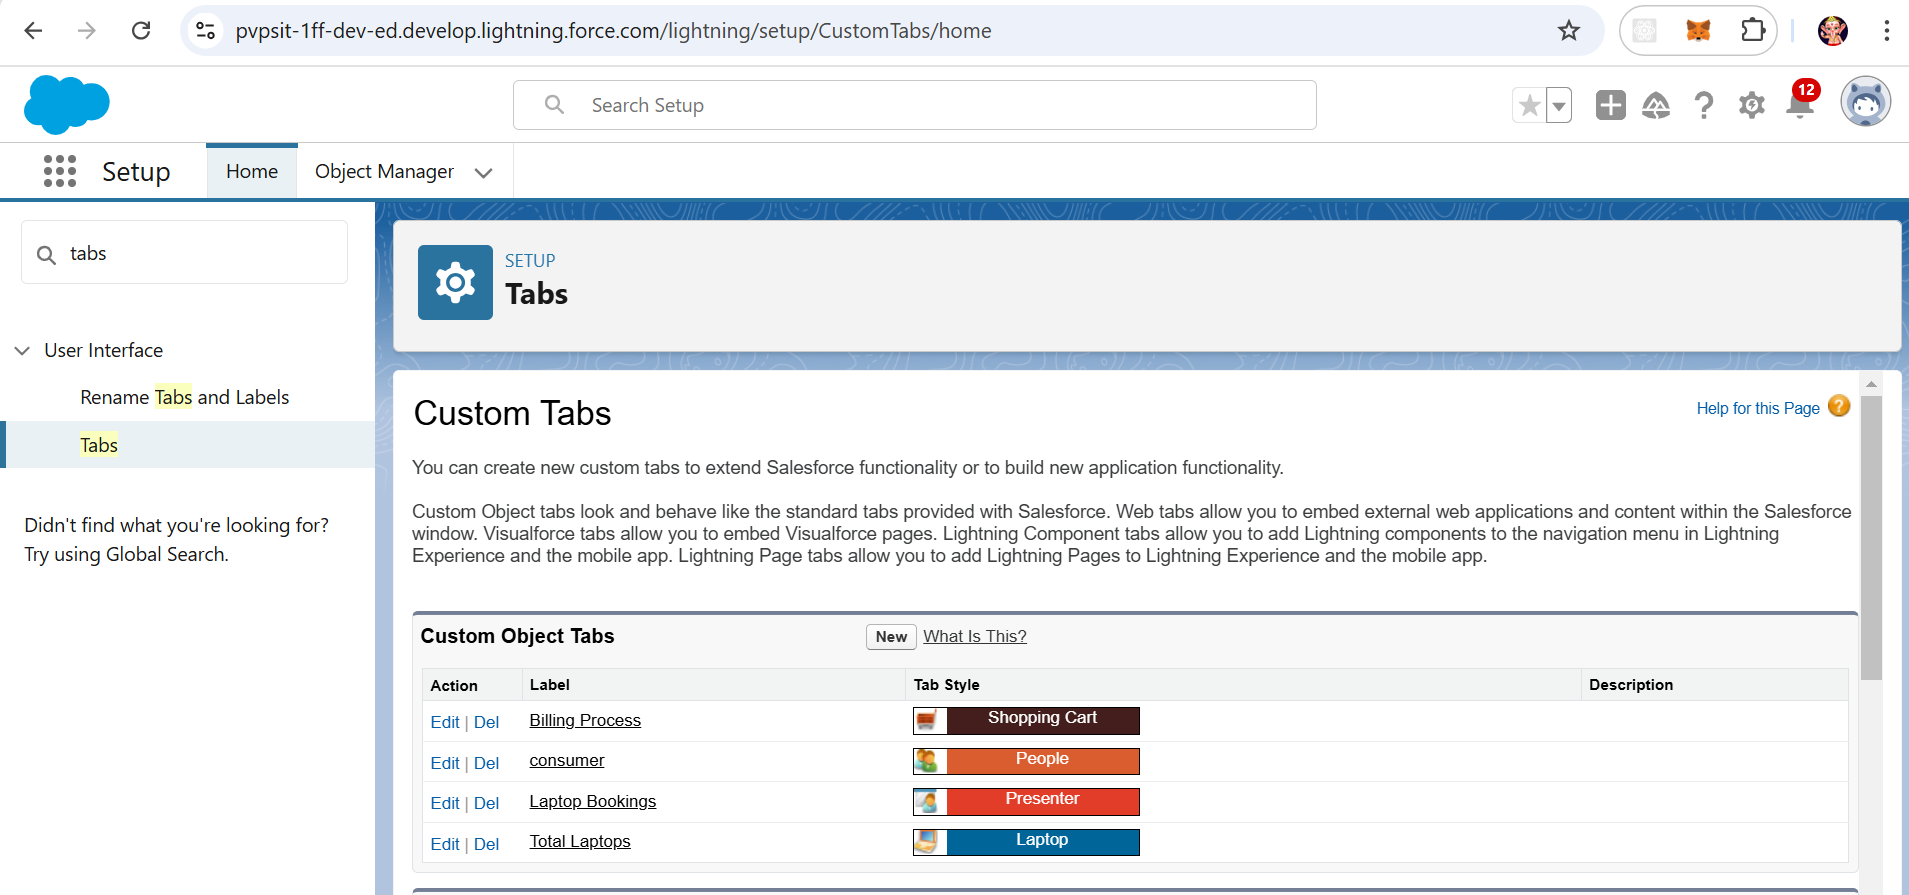 pvpsit-1ff-dev-ed.develop.lightning.force.com/lightning/setup/CustomTabs/home
Search Setup
12
Setup
Home
Object Manager
tabs
User Interface
Rename Tabs and Labels
Tabs
Didn't find what you're looking for?
Try using Global Search.
SETUP
Tabs
Custom Tabs
Help for this Page
?
You can create new custom tabs to extend Salesforce functionality or to build new application functionality.
Custom Object tabs look and behave like the standard tabs provided with Salesforce. Web tabs allow you to embed external web applications and content within the Salesforce
window. Visualforce tabs allow you to embed Visualforce pages. Lightning Component tabs allow you to add Lightning components to the navigation menu in Lightning
Experience and the mobile app. Lightning Page tabs allow you to add Lightning Pages to Lightning Experience and the mobile app.
Custom Object Tabs New What Is This?
Action Label Tab Style Description
Edit | Del Billing Process Shopping Cart
Edit | Del consumer People
Edit | Del Laptop Bookings Presenter
Edit | Del Total Laptops Laptop